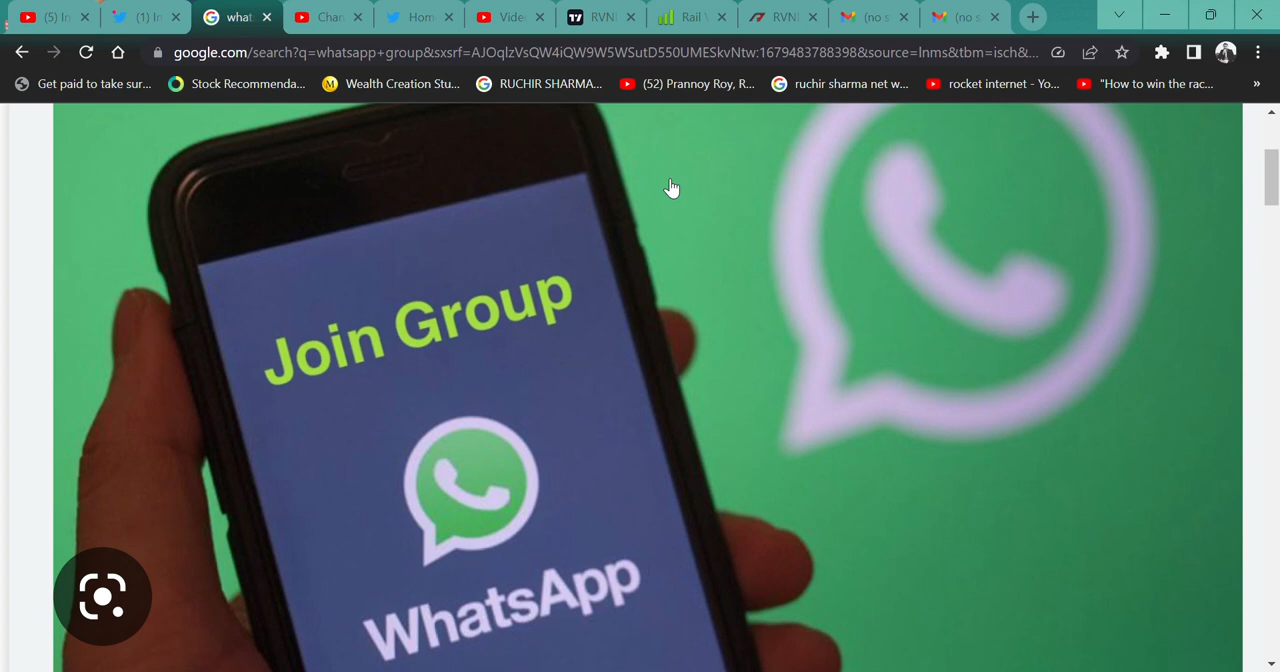 (5) In
(1) In
what
Chan
Hom
Vide
RVNI
Rail V
RVNI
(no s
(no s
google.com/search?q=whatsapp+group&sxsrf=AJOqlzVsQW4iQW9W5WSutD550UMESkvNtw:1679483788398&source=lnms&tbm=isch&...
Get paid to take sur...
Stock Recommenda...
Wealth Creation Stu...
RUCHIR SHARMA...
(52) Prannoy Roy, R...
ruchir sharma net w...
rocket internet - Yo...
"How to win the rac...
»
Join Group
WhatsApp